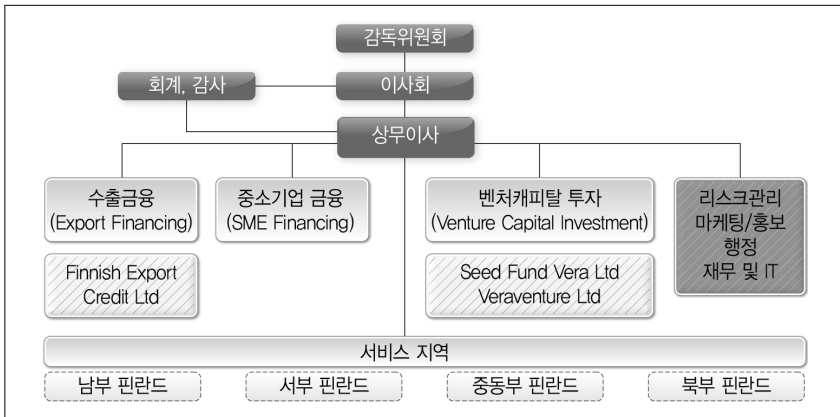 감독위원회
회계, 감사
이사회
상무이사
수출금융
(Export Financing)
중소기업 금융
(SME Financing)
벤처캐피탈 투자
(Venture Capital Investment)
리스크관리
마케팅/홍보
행정
재무 및 IT
Finnish Export
Credit Ltd
Seed Fund Vera Ltd
Veraventure Ltd
서비스 지역
남부 핀란드
서부 핀란드
중동부 핀란드
북부 핀란드